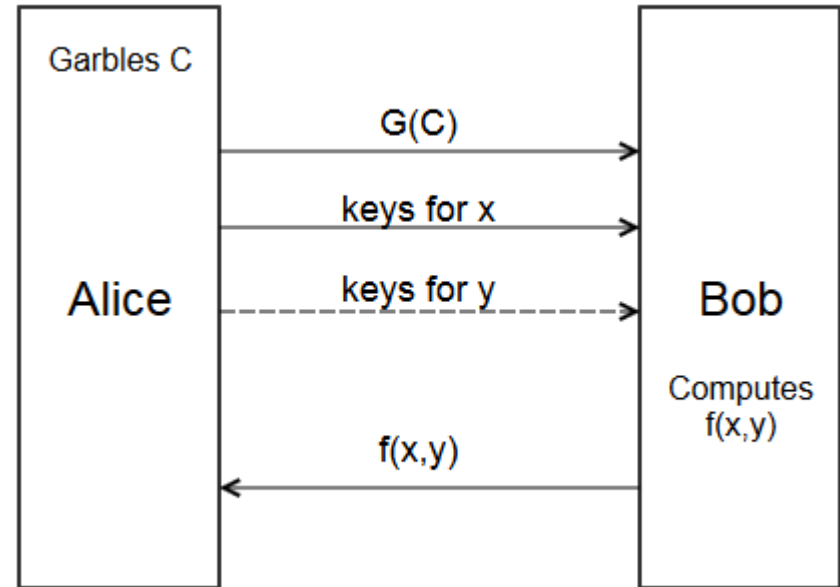 Garbles C
G(C)
keys for x
Alice
keys for y
Bob
Computes
f(x,y)
f(x,y)